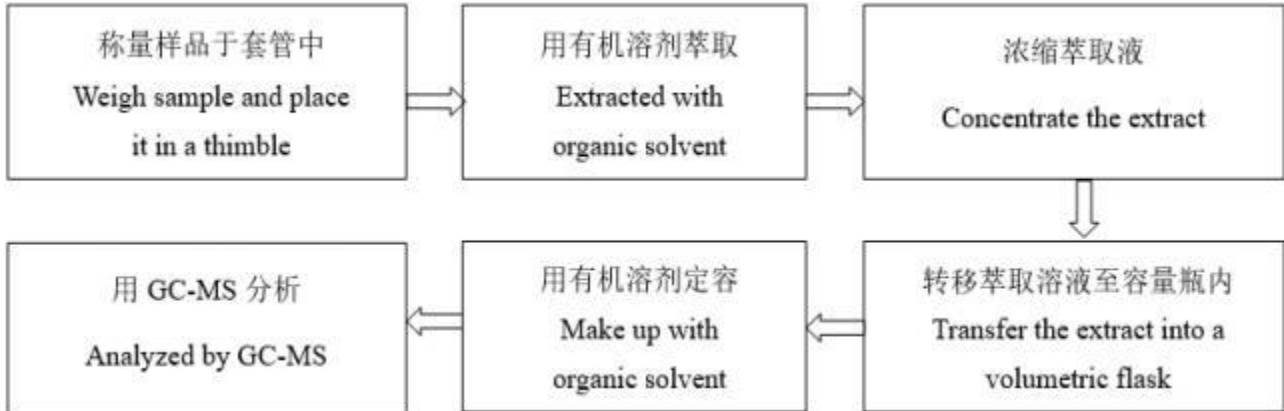 称量样品于套管中
Weigh sample and place
it in a thimble
用有机溶剂萃取
Extracted with
organic solvent
浓缩萃取液
Concentrate the extract
转移萃取溶液至容量瓶内
Transfer the extract into a
volumetric flask
用有机溶剂定容
Make up with
organic solvent
用 GC-MS 分析
Analyzed by GC-MS